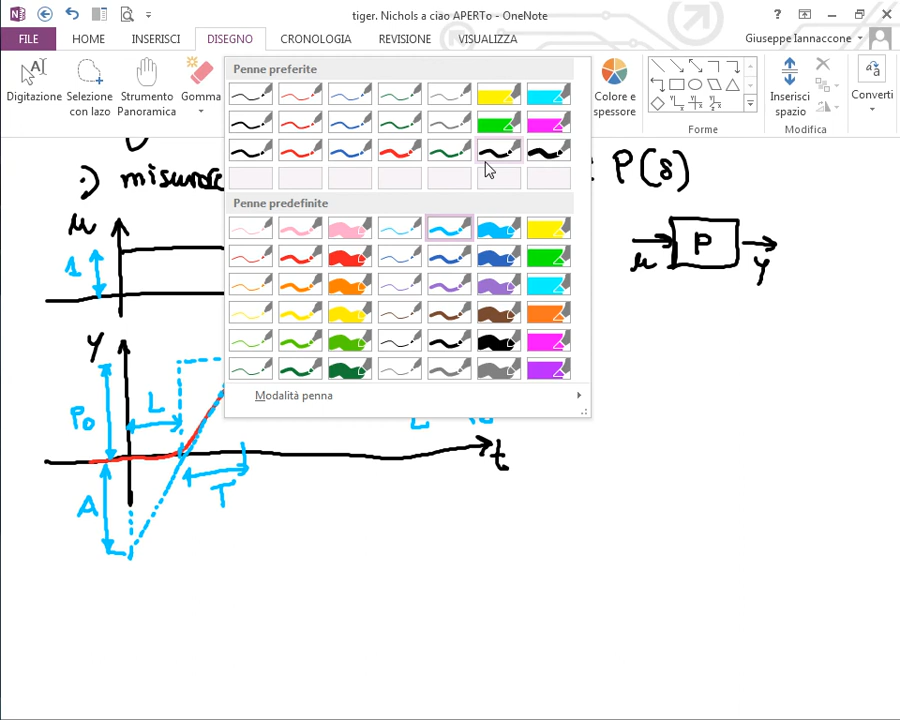 tiger. Nichols a ciao APERTo - OneNote
FILE HOME INSERISCI DISEGNO CRONOLOGIA REVISIONE VISUALIZZA Giuseppe Iannaccone
Digitazione
Selezione con lazo
Strumento Panoramica
Gomma
Colore e spessore
Forme
Inserisci spazio
Modifica
Converti
Penne preferite
Penne predefinite
Modalità penna
P(s)
μ
1
P
μ
y
y
P0
L
T
A
t